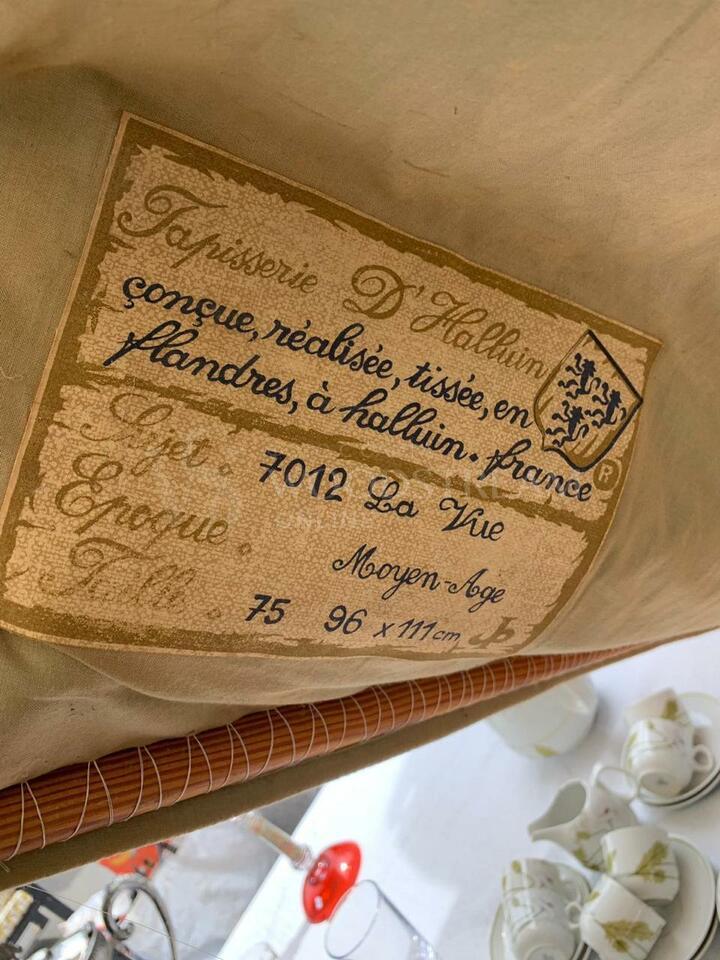 Tapisserie D'Halluin
conçue, réalisée, tissée, en
flandres, à halluin. france
®
Sujet. 7012 La Vue
Epoque. Moyen-Age
75 96 x 111 cm